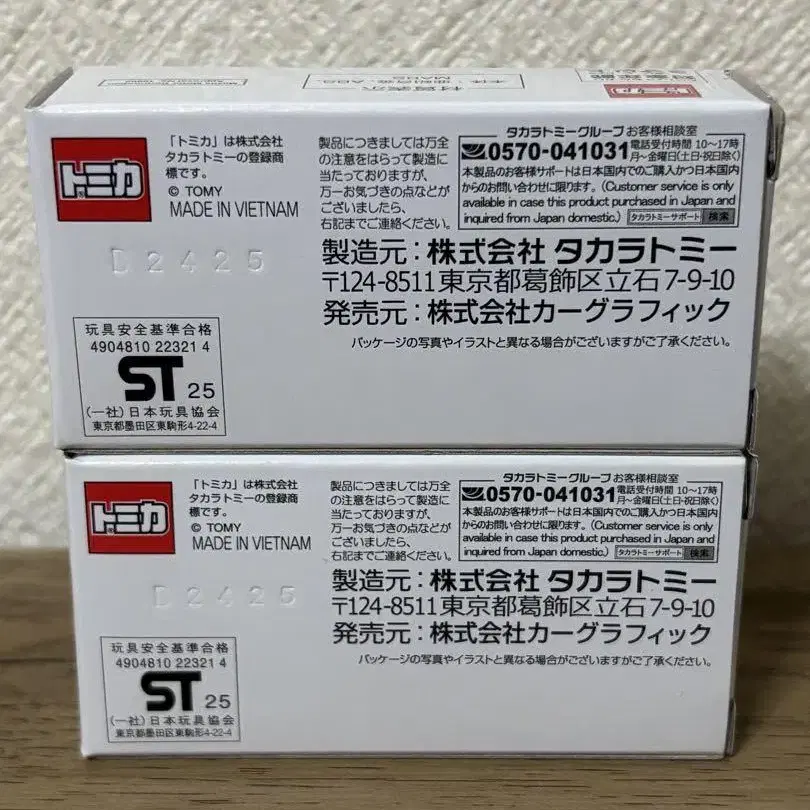 トミカ
「トミカ」は株式会社
タカラトミーの登録商
標です。
© TOMY
MADE IN VIETNAM
D2425
製品につきましては万全
の注意をはらって製造に
当たっておりますが、
万一お気づきの点などが
ございましたら、
右記までご連絡ください。
タカラトミーグループ お客様相談室
0570-041031 電話受付時間 10〜17時
月〜金曜日(土日・祝日除く)
本製品のお客様サポートは日本国内でのご購入かつ日本国内
からのお問い合わせに限ります。(Customer service is only
available in case this product purchased in Japan and
inquired from Japan domestic.) タカラトミーサポート 検索
製造元:株式会社 タカラトミー
〒124-8511 東京都葛飾区立石 7-9-10
発売元:株式会社カーグラフィック
パッケージの写真やイラストと異なる場合がございますがご了承ください。
玩具安全基準合格
4904810 22321 4
ST 25
(一社)日本玩具協会
東京都墨田区東駒形4-22-4
トミカ
「トミカ」は株式会社
タカラトミーの登録商
標です。
© TOMY
MADE IN VIETNAM
D2425
製品につきましては万全
の注意をはらって製造に
当たっておりますが、
万一お気づきの点などが
ございましたら、
右記までご連絡ください。
タカラトミーグループ お客様相談室
0570-041031 電話受付時間 10〜17時
月〜金曜日(土日・祝日除く)
本製品のお客様サポートは日本国内でのご購入かつ日本国内
からのお問い合わせに限ります。(Customer service is only
available in case this product purchased in Japan and
inquired from Japan domestic.) タカラトミーサポート 検索
製造元:株式会社 タカラトミー
〒124-8511 東京都葛飾区立石 7-9-10
発売元:株式会社カーグラフィック
パッケージの写真やイラストと異なる場合がございますがご了承ください。
玩具安全基準合格
4904810 22321 4
ST 25
(一社)日本玩具協会
東京都墨田区東駒形4-22-4